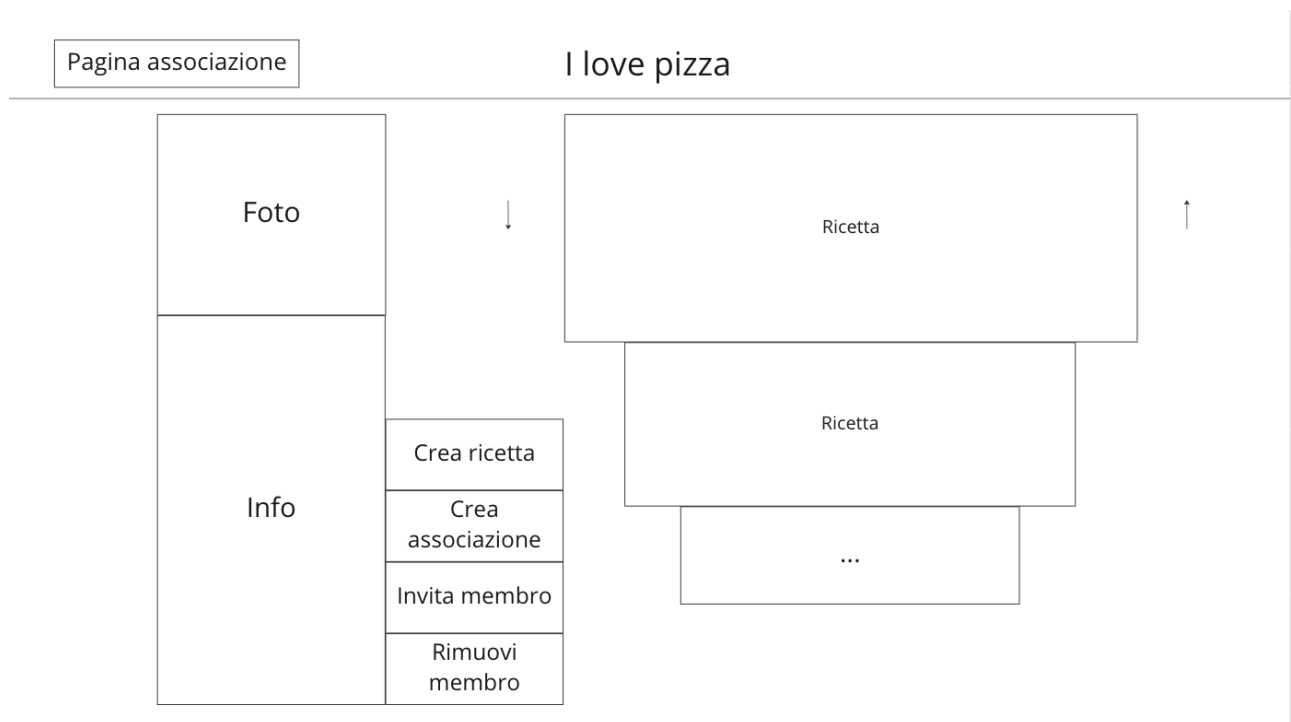 Pagina associazione
I love pizza
Foto
Info
Crea ricetta
Crea
associazione
Invita membro
Rimuovi
membro
Ricetta
Ricetta
...